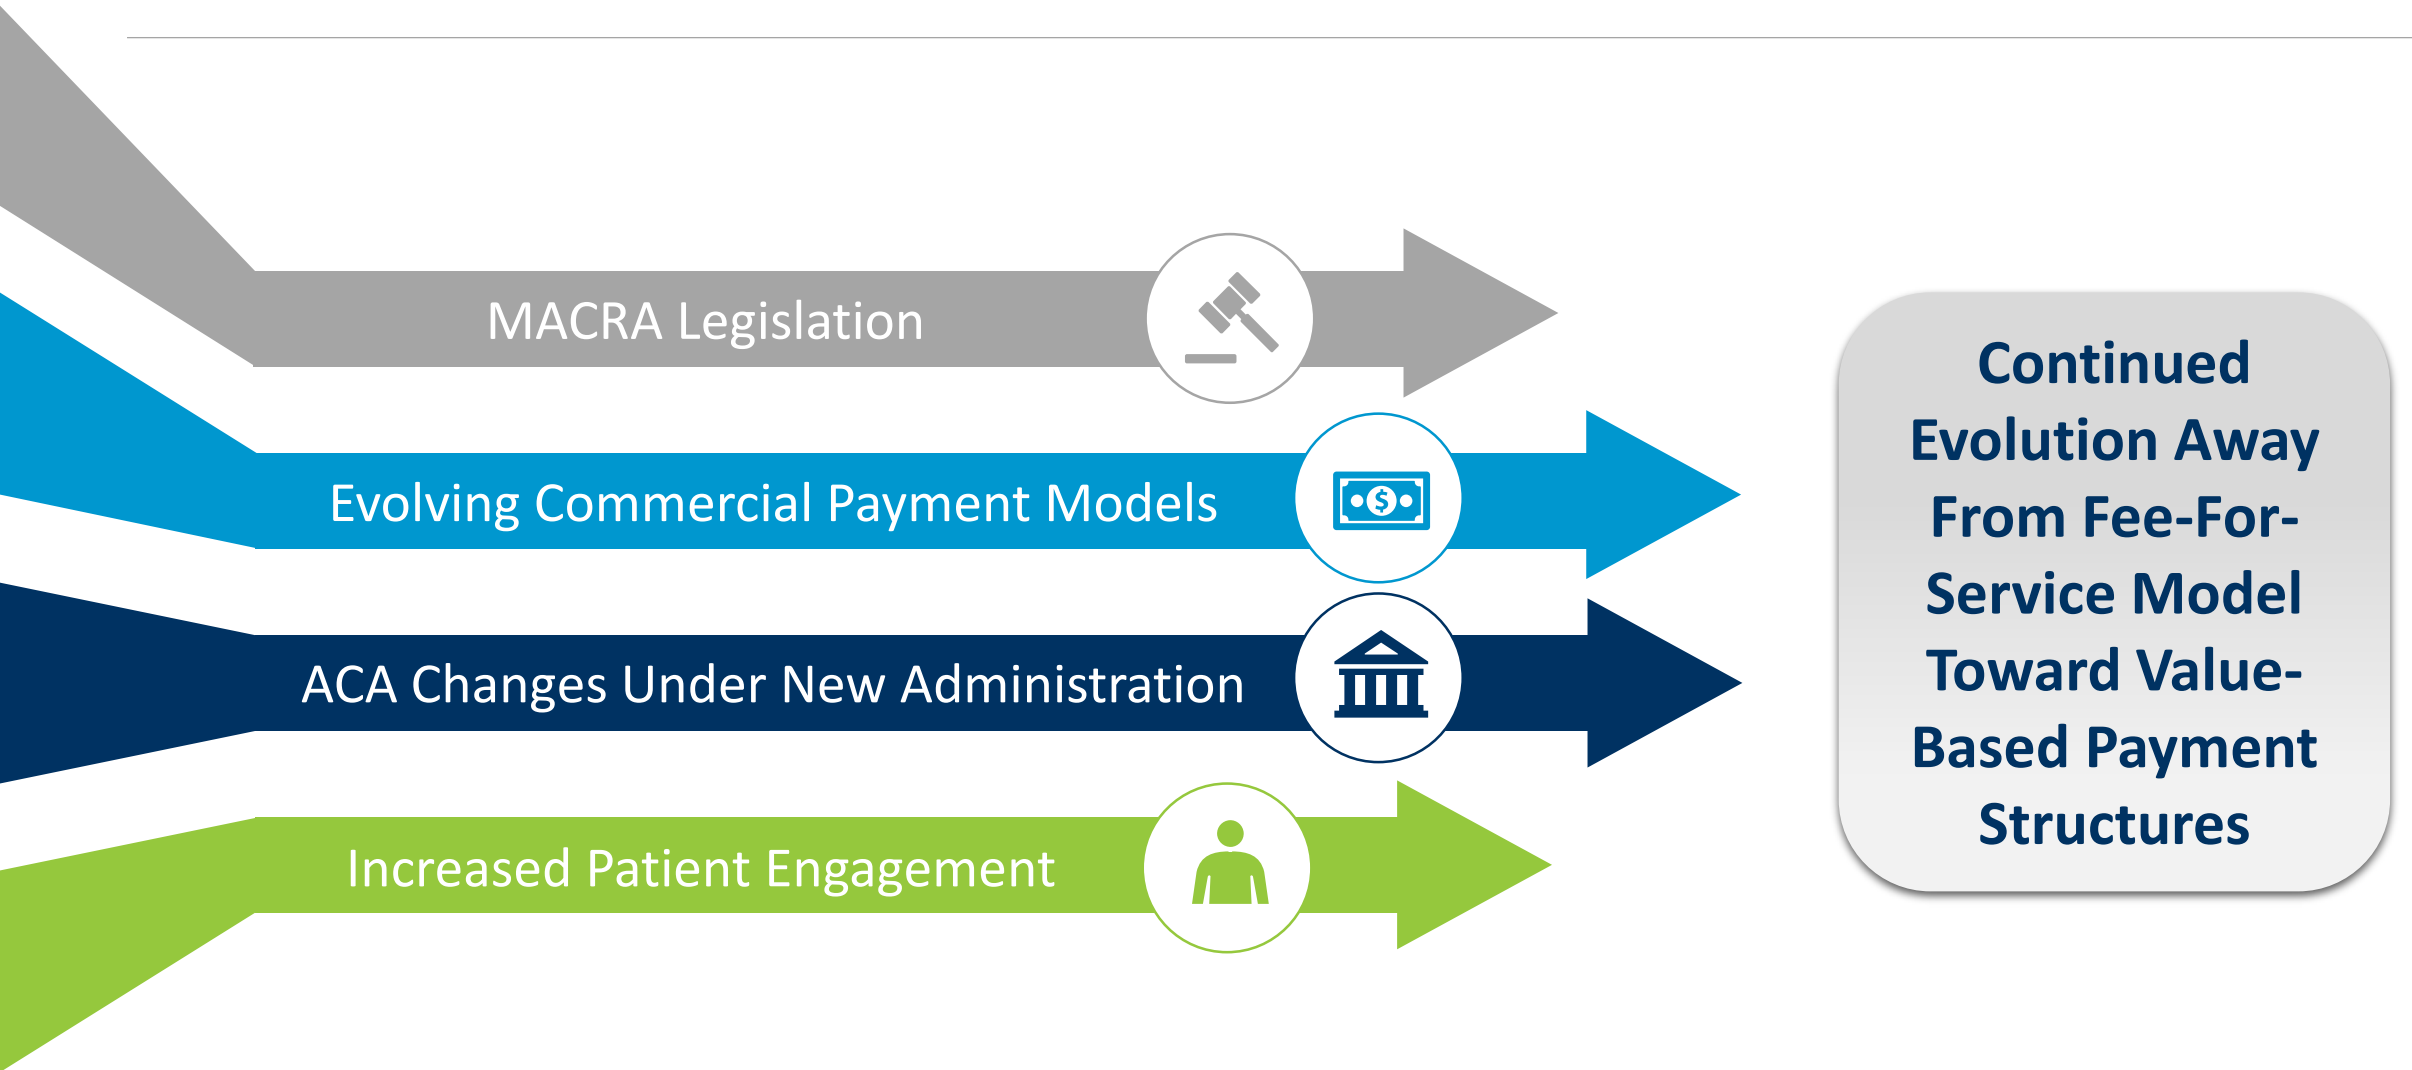 MACRA Legislation
Evolving Commercial Payment Models
$
ACA Changes Under New Administration
Increased Patient Engagement
Continued
Evolution Away
From Fee-For-
Service Model
Toward Value-
Based Payment
Structures